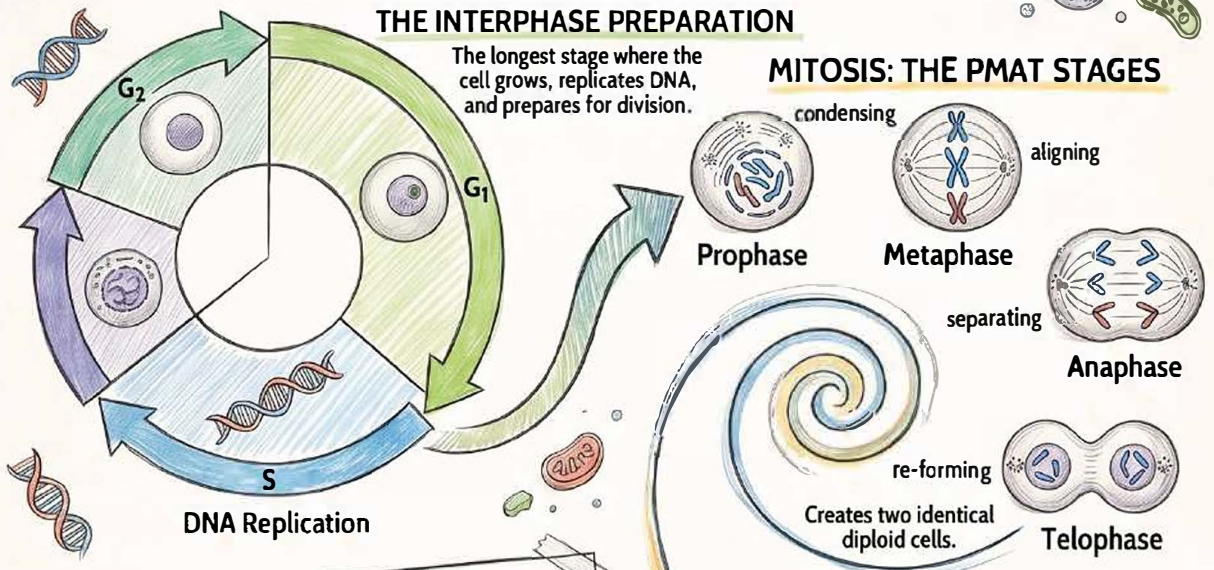 THE INTERPHASE PREPARATION
The longest stage where the
cell grows, replicates DNA,
and prepares for division.
G₂
G₁
S
DNA Replication
MITOSIS: THE PMAT STAGES
condensing
Prophase
aligning
Metaphase
separating
Anaphase
re-forming
Telophase
Creates two identical
diploid cells.